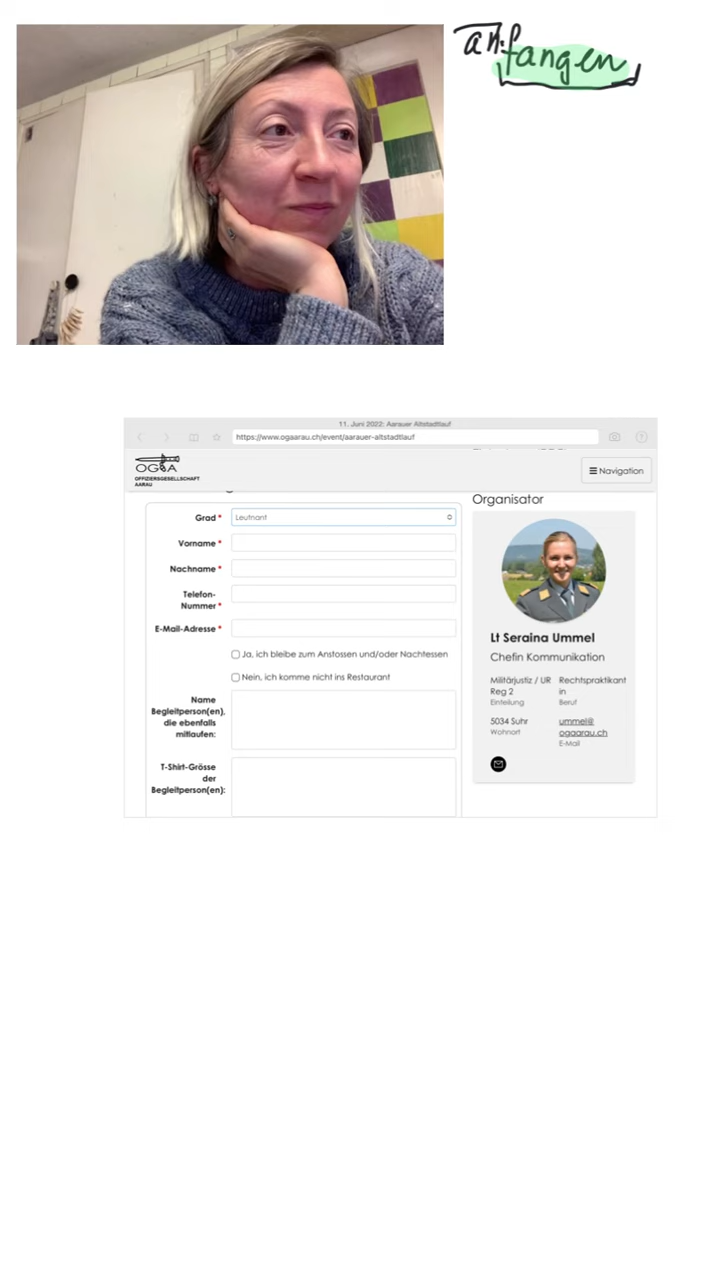 an.fangen
11. Juni 2022: Aarauer Altstadtlauf
https://www.ogaarau.ch/event/aarauer-altstadtlauf
OG&A
OFFIZIERSGESELLSCHAFT
AARAU
Navigation
Organisator
Grad *
Leutnant
Vorname *
Nachname *
Telefon-
Nummer *
E-Mail-Adresse *
Ja, ich bleibe zum Anstossen und/oder Nachtessen
Nein, ich komme nicht ins Restaurant
Name
Begleitperson(en),
die ebenfalls
mitlaufen:
T-Shirt-Grösse
der
Begleitperson(en):
Lt Seraina Ummel
Chefin Kommunikation
Militärjustiz / UR
Reg 2
Einteilung
Rechtspraktikant
in
Beruf
5034 Suhr
Wohnort
ummel@
ogaarau.ch
E-Mail